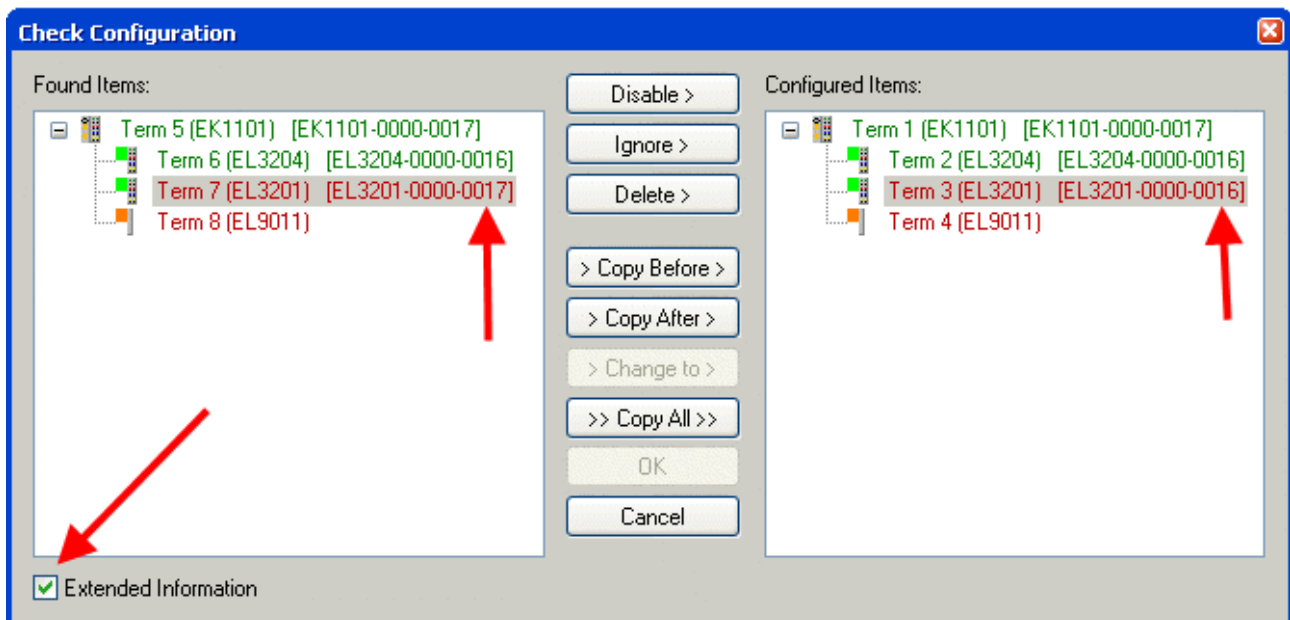 Check Configuration
Found Items:
Term 5 (EK1101) [EK1101-0000-0017]
Term 6 (EL3204) [EL3204-0000-0016]
Term 7 (EL3201) [EL3201-0000-0017]
Term 8 (EL9011)
Disable >
Ignore >
Delete >
> Copy Before >
> Copy After >
> Change to >
>> Copy All >>
OK
Cancel
Configured Items:
Term 1 (EK1101) [EK1101-0000-0017]
Term 2 (EL3204) [EL3204-0000-0016]
Term 3 (EL3201) [EL3201-0000-0016]
Term 4 (EL9011)
Extended Information